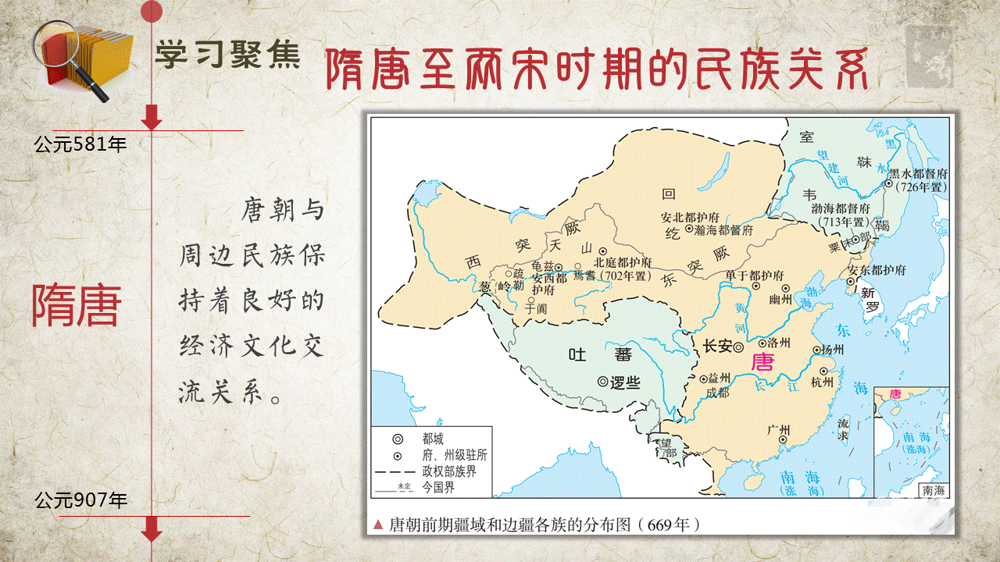 学习聚焦
隋唐至两宋时期的民族关系
公元581年
隋唐
公元907年
唐朝与
周边民族保
持着良好的
经济文化交
流关系。
室
韦
靺
鞨
黑
水
望
建
河
黑水都督府
(726年置)
渤海都督府
(713年置)
粟末部
回
纥
安北都护府
瀚海都督府
西
突
厥
天
山
北庭都护府
(702年置)
龟兹
安西都
护府
焉耆
疏
勒
葱
岭
于阗
东
突
厥
单于都护府
幽州
安东都护府
新
罗
渤
海
黄
河
长安
洛州
唐
扬州
杭州
益州
成都
长
江
东
海
吐
蕃
逻些
望
部
广州
流
求
南
海
(涨
海)
唐
南海
(涨海)
南海
都城
府、州级驻所
政权部族界
未定
今国界
▲ 唐朝前期疆域和边疆各族的分布图(669年)